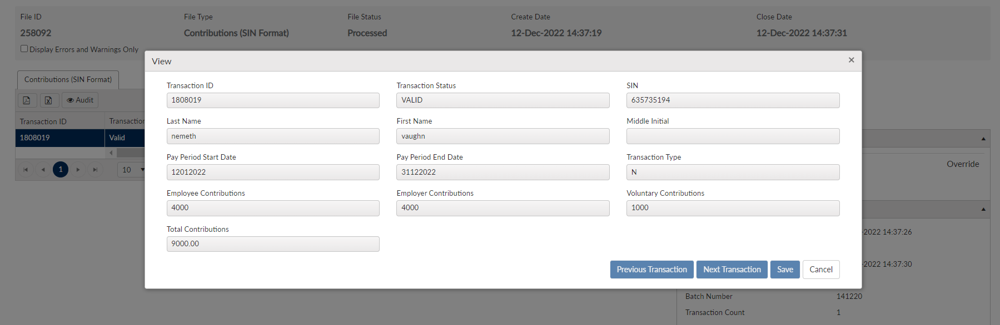 File ID File Type File Status Create Date Close Date
258092 Contributions (SIN Format) Processed 12-Dec-2022 14:37:19 12-Dec-2022 14:37:31
Display Errors and Warnings Only
View ×
Contributions (SIN Format)
Audit
Transaction ID Transaction
1808019 Valid
1 10
Transaction ID Transaction Status SIN
1808019 VALID 635735194
Last Name First Name Middle Initial
nemeth vaughn
Pay Period Start Date Pay Period End Date Transaction Type
12012022 31122022 N
Employee Contributions Employer Contributions Voluntary Contributions
4000 4000 1000
Total Contributions
9000.00
Previous Transaction Next Transaction Save Cancel
Override
-2022 14:37:26
-2022 14:37:30
Batch Number 141220
Transaction Count 1